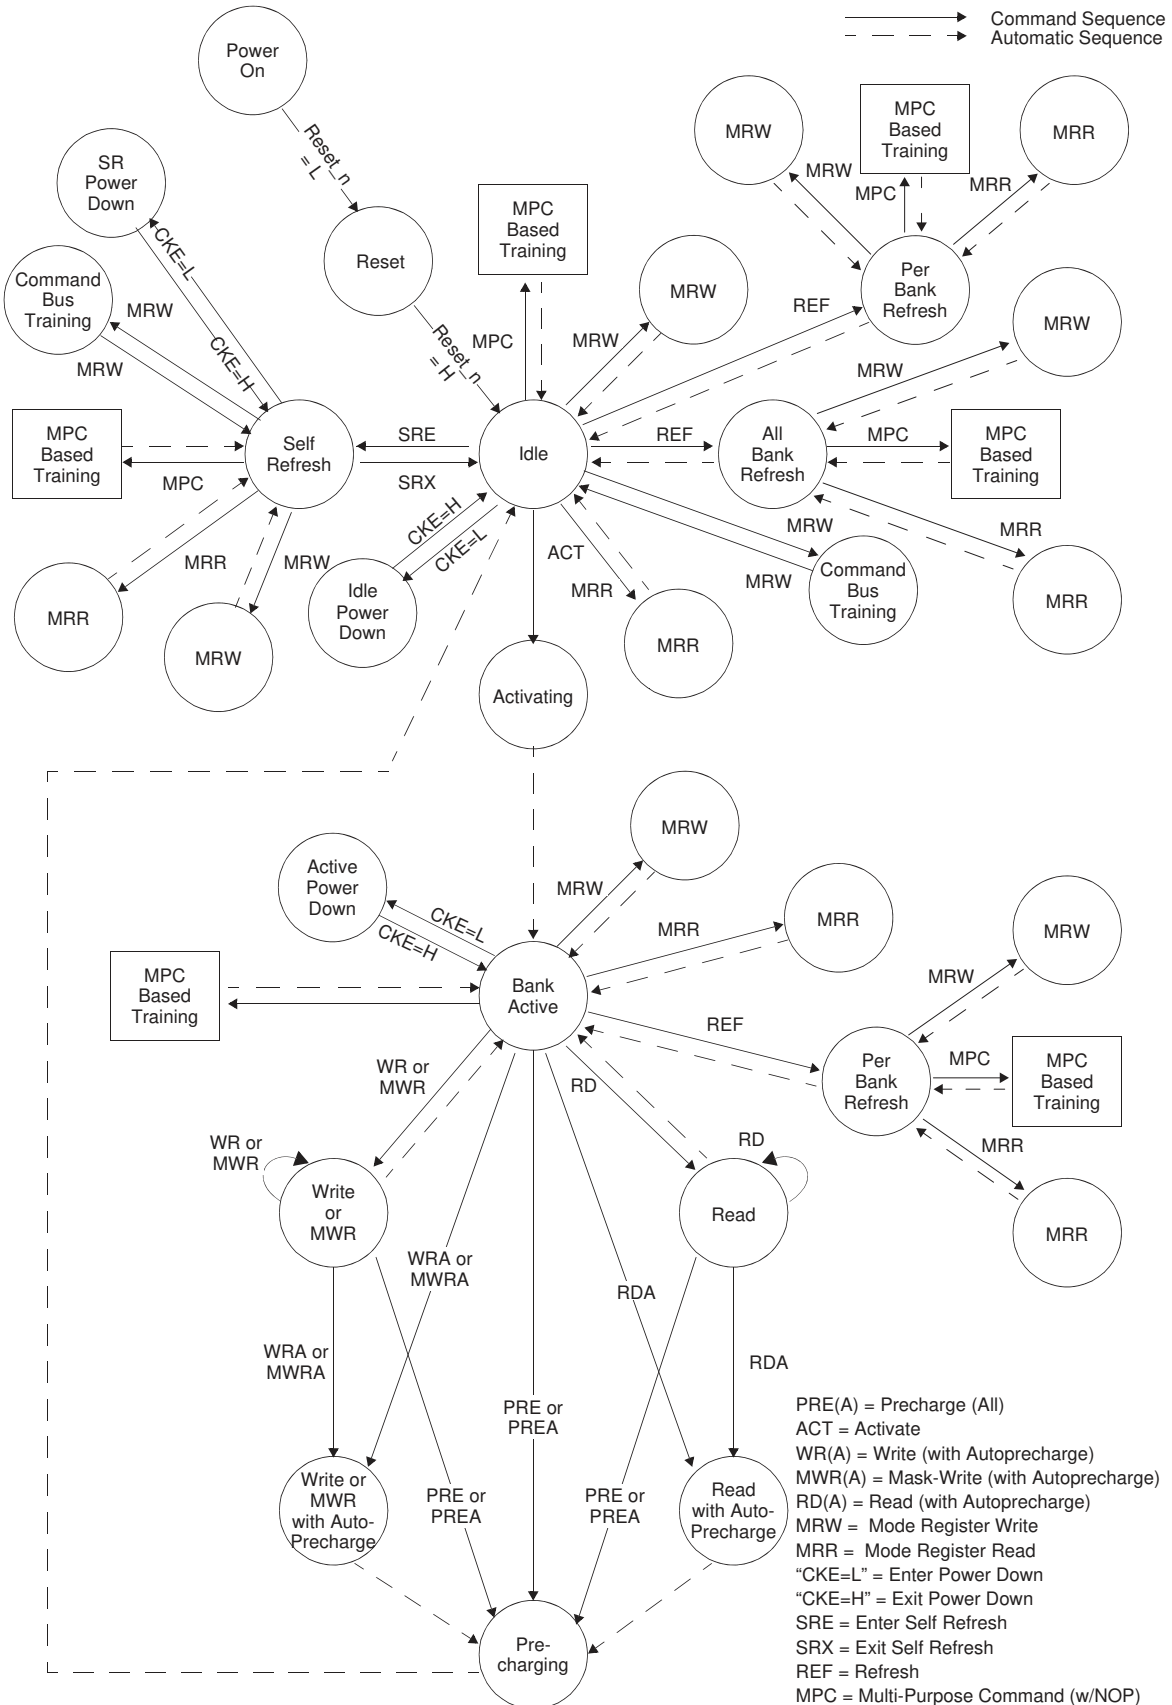 Command Sequence
Automatic Sequence
Power
On
Reset_n
= L
SR
Power
Down
CKE=L
CKE=H
Command
Bus
Training
MRW
MRW
Reset
Reset_n
= H
MPC
Based
Training
MPC
MRW
MRW
MRW
MRW
MPC
Based
Training
MPC
MRR
MRR
Per
Bank
Refresh
REF
MRW
MRW
MPC
Based
Training
MPC
Self
Refresh
SRE
SRX
Idle
REF
All
Bank
Refresh
MPC
MPC
Based
Training
MRR
MRR
MRR
MRR
MRW
MRW
CKE=H
CKE=L
Idle
Power
Down
ACT
MRR
MRR
MRW
MRW
Command
Bus
Training
Activating
MRW
MRW
Active
Power
Down
CKE=L
CKE=H
MRR
MRR
MPC
Based
Training
Bank
Active
REF
MRW
MRW
Per
Bank
Refresh
MPC
MPC
Based
Training
MRR
MRR
WR or
MWR
RD
WR or
MWR
RD
Write
or
MWR
Read
WRA or
MWRA
RDA
WRA or
MWRA
RDA
PRE or
PREA
PRE or
PREA
PRE or
PREA
Write or
MWR
with Auto-
Precharge
Read
with Auto-
Precharge
Pre-
charging
PRE(A) = Precharge (All)
ACT = Activate
WR(A) = Write (with Autoprecharge)
MWR(A) = Mask-Write (with Autoprecharge)
RD(A) = Read (with Autoprecharge)
MRW = Mode Register Write
MRR = Mode Register Read
“CKE=L” = Enter Power Down
“CKE=H” = Exit Power Down
SRE = Enter Self Refresh
SRX = Exit Self Refresh
REF = Refresh
MPC = Multi-Purpose Command (w/NOP)